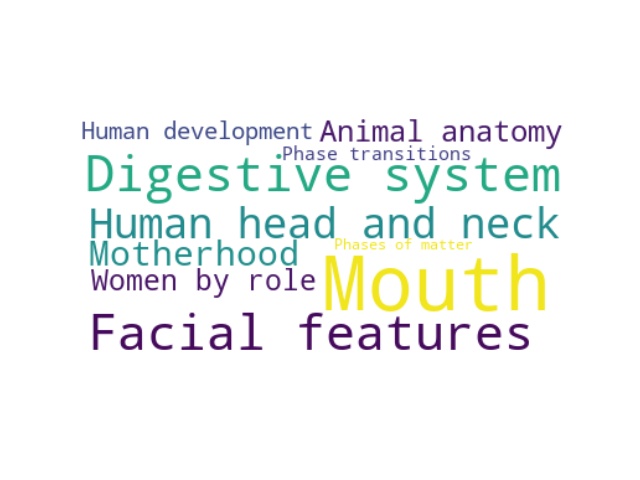 Human development
Animal anatomy
Phase transitions
Digestive system
Human head and neck
Motherhood
Phases of matter
Women by role
Mouth
Facial features